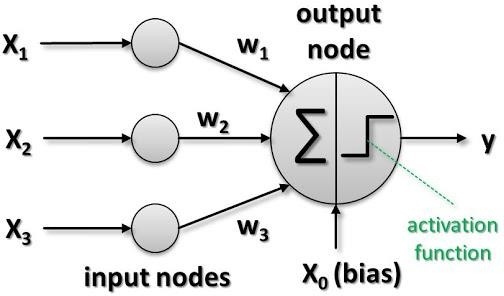 output
node
X₁
w₁
X₂
w₂
Σ
y
X₃
w₃
activation
function
input nodes
X₀ (bias)